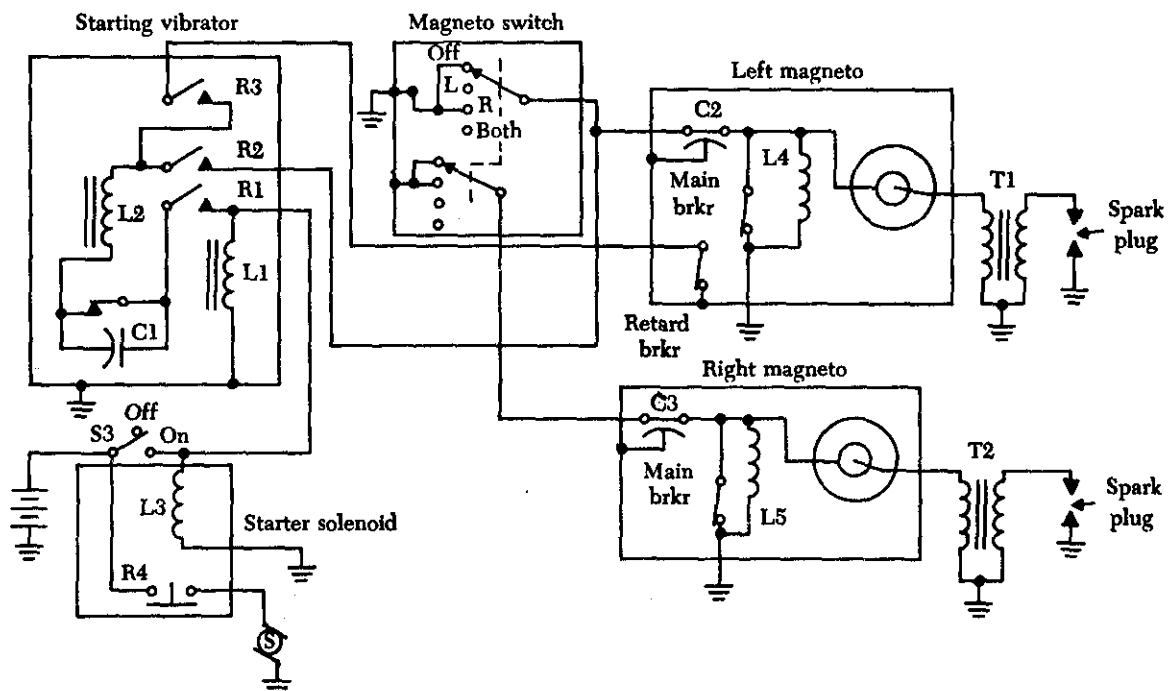 Starting vibrator
Magneto switch
Off
L
R
Both
R3
R2
R1
L2
L1
C1
Left magneto
C2
L4
Main
brkr
T1
Spark
plug
Retard
brkr
Right magneto
C3
Main
brkr
L5
T2
Spark
plug
Off
S3
On
L3
Starter solenoid
R4
S